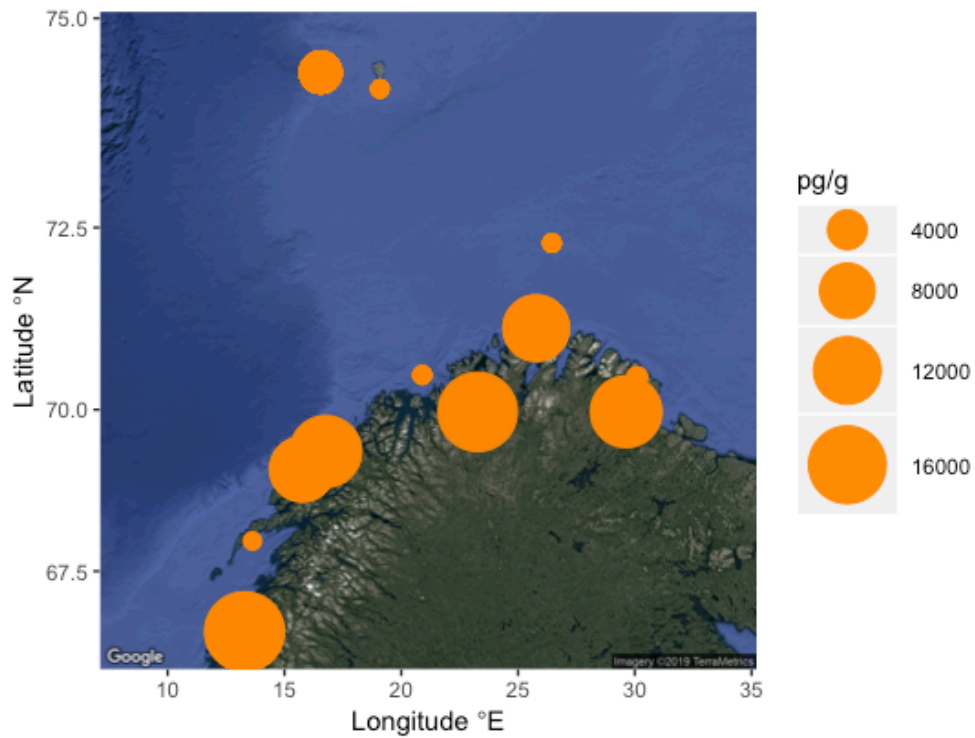 75.0
72.5
70.0
67.5
Latitude °N
10 15 20 25 30 35
Longitude °E
Google
Imagery ©2019 TerraMetrics
pg/g
4000
8000
12000
16000